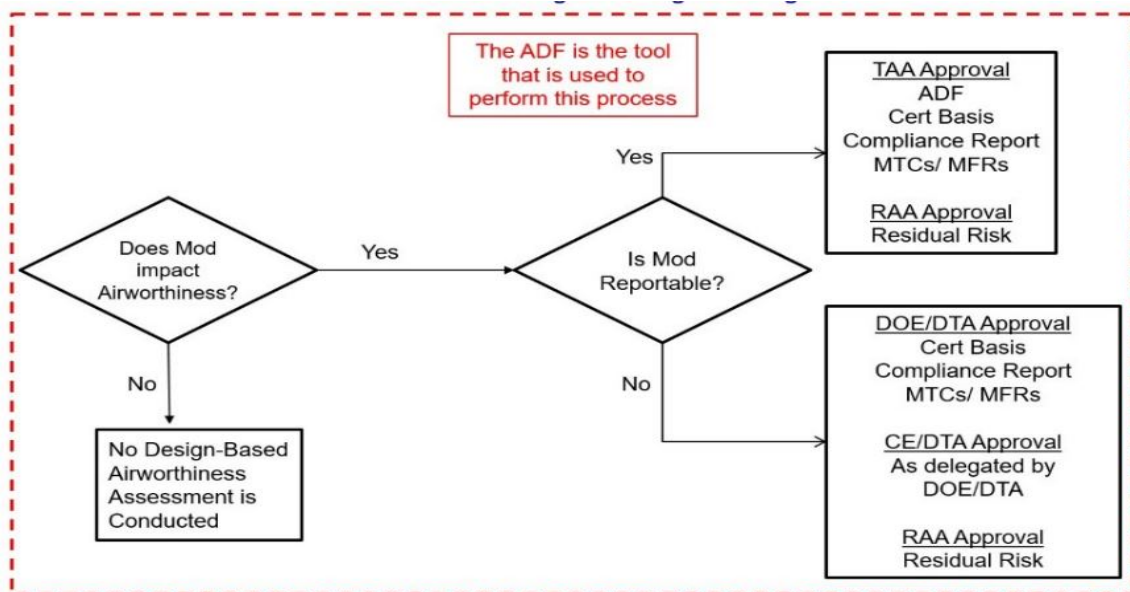 The ADF is the tool
that is used to
perform this process
TAA Approval
ADF
Cert Basis
Compliance Report
MTCs/ MFRs
RAA Approval
Residual Risk
Yes
Does Mod
impact
Airworthiness?
Yes
Is Mod
Reportable?
No
No Design-Based
Airworthiness
Assessment is
Conducted
No
DOE/DTA Approval
Cert Basis
Compliance Report
MTCs/ MFRs
CE/DTA Approval
As delegated by
DOE/DTA
RAA Approval
Residual Risk